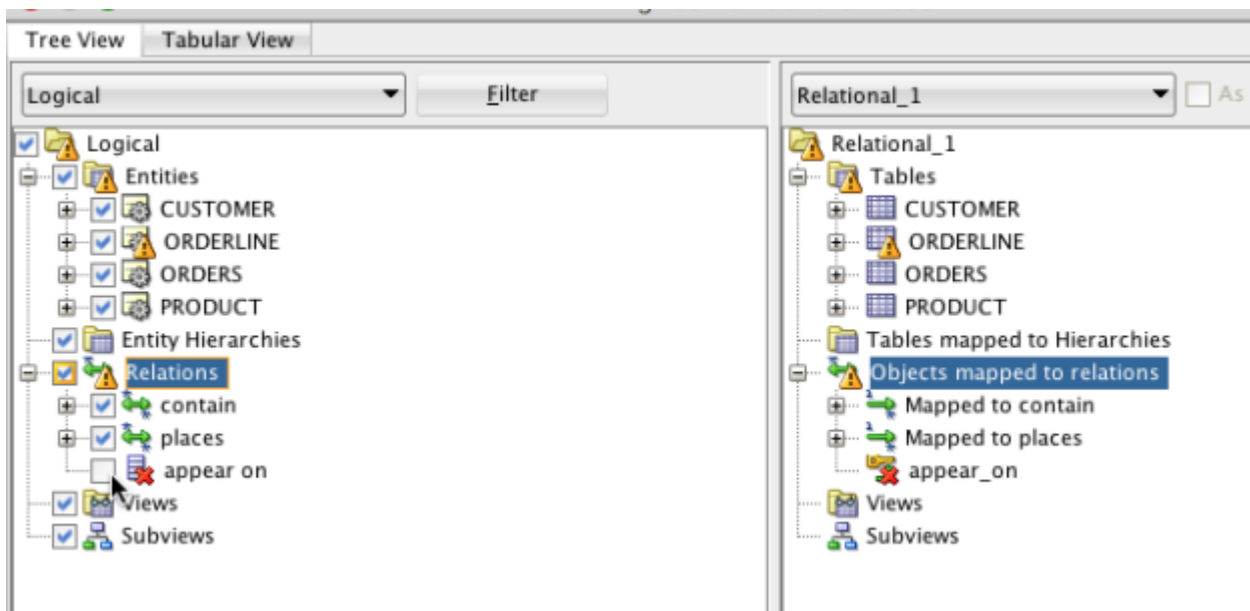 Tree View Tabular View
Logical Filter
Logical
Entities
CUSTOMER
ORDERLINE
ORDERS
PRODUCT
Entity Hierarchies
Relations
contain
places
appear on
Views
Subviews
Relational_1 As
Relational_1
Tables
CUSTOMER
ORDERLINE
ORDERS
PRODUCT
Tables mapped to Hierarchies
Objects mapped to relations
Mapped to contain
Mapped to places
appear_on
Views
Subviews